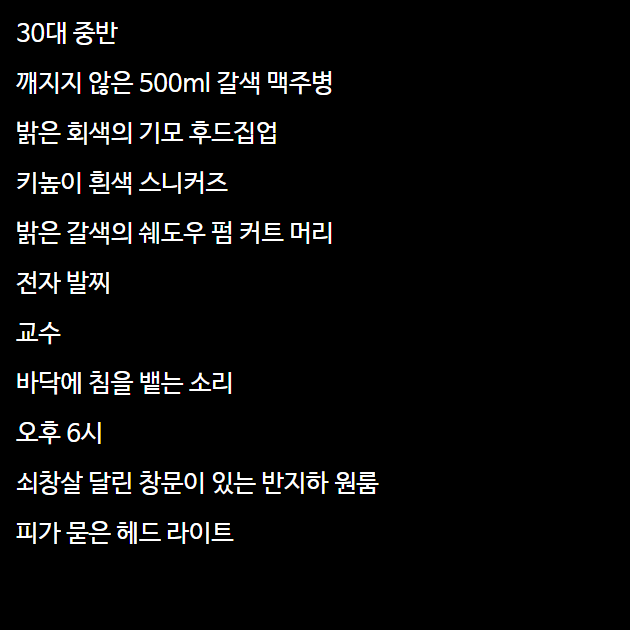 30대 중반
깨지지 않은 500ml 갈색 맥주병
밝은 회색의 기모 후드집업
키높이 흰색 스니커즈
밝은 갈색의 쉐도우 펌 커트 머리
전자 발찌
교수
바닥에 침을 뱉는 소리
오후 6시
쇠창살 달린 창문이 있는 반지하 원룸
피가 묻은 헤드 라이트